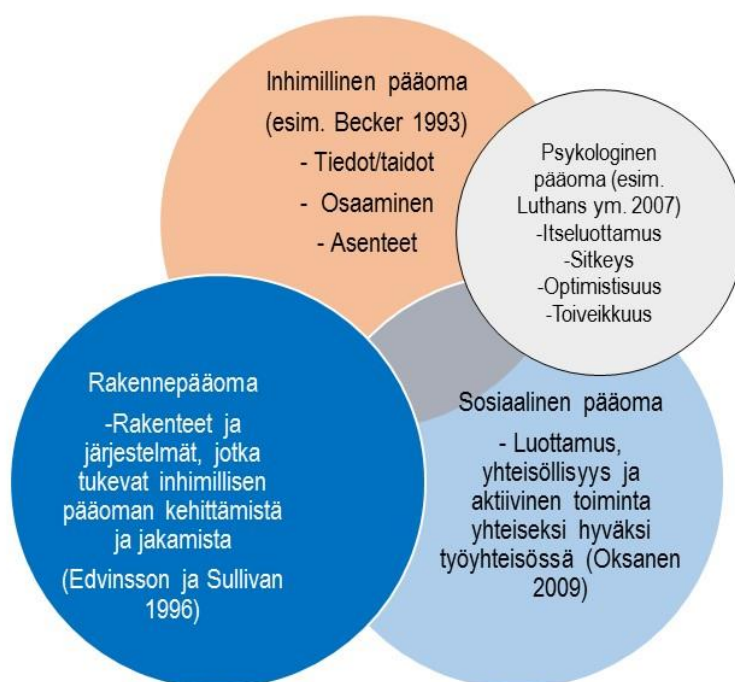 Inhimillinen pääoma
(esim. Becker 1993)
- Tiedot/taidot
- Osaaminen
- Asenteet
Psykologinen
pääoma (esim.
Luthans ym. 2007)
-Itseluottamus
-Sitkeys
-Optimistisuus
-Toiveikkuus
Rakennepääoma
-Rakenteet ja
järjestelmät, jotka
tukevat inhimillisen
pääoman kehittämistä
ja jakamista
(Edvinsson ja Sullivan
1996)
Sosiaalinen pääoma
- Luottamus,
yhteisöllisyys ja
aktiivinen toiminta
yhteiseksi hyväksi
työyhteisössä (Oksanen
2009)